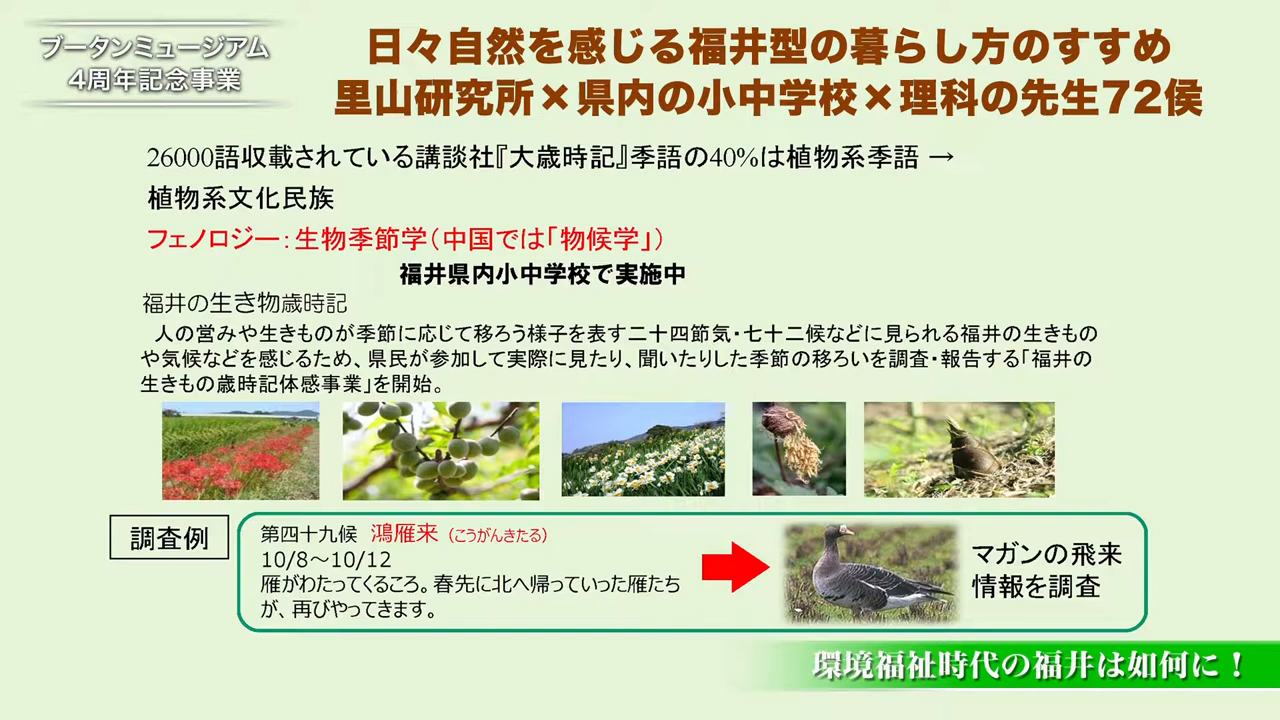 ブータンミュージアム
4周年記念事業
日々自然を感じる福井型の暮らし方のすすめ
里山研究所×県内の小中学校×理科の先生72侯
26000語収載されている講談社『大歳時記』季語の40%は植物系季語 →
植物系文化民族
フェノロジー：生物季節学（中国では「物候学」）
福井県内小中学校で実施中
福井の生き物歳時記
人の営みや生きものが季節に応じて移ろう様子を表す二十四節気・七十二候などに見られる福井の生きもの
や気候などを感じるため、県民が参加して実際に見たり、聞いたりした季節の移ろいを調査・報告する「福井の
生きもの歳時記体感事業」を開始。
調査例
第四十九候 鴻雁来（こうがんきたる）
10/8～10/12
雁がわたってくるころ。春先に北へ帰っていった雁たち
が、再びやってきます。
マガンの飛来
情報を調査
環境福祉時代の福井は如何に！